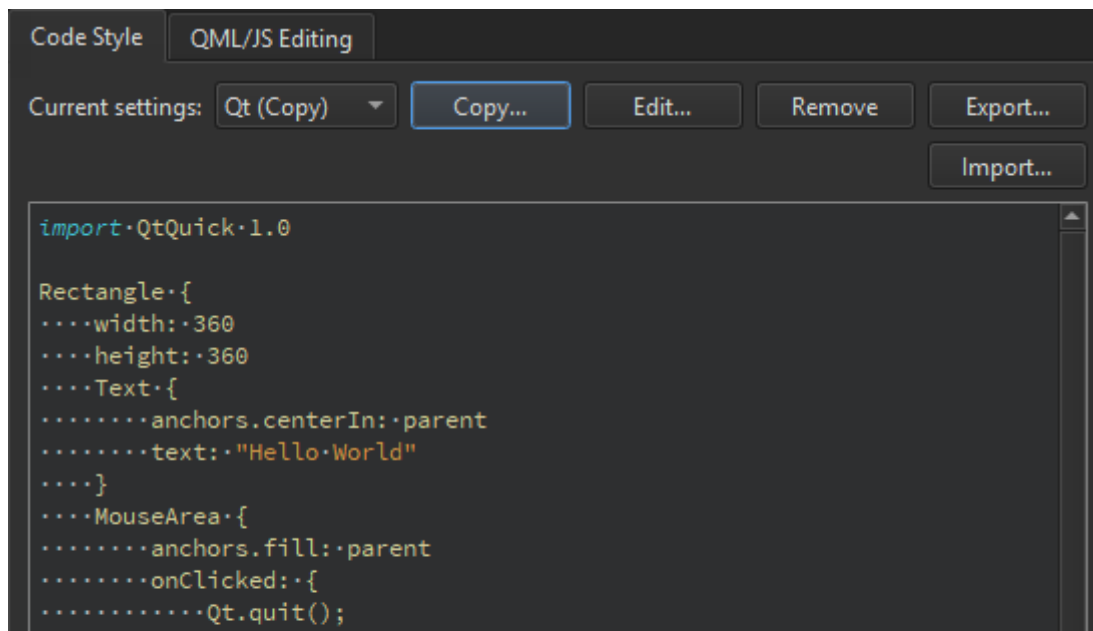 Code Style QML/JS Editing
Current settings: Qt (Copy) Copy... Edit... Remove Export...
Import...
import·QtQuick·1.0
Rectangle·{
····width:·360
····height:·360
····Text·{
········anchors.centerIn:·parent
········text:·"Hello·World"
····}
····MouseArea·{
········anchors.fill:·parent
········onClicked:·{
············Qt.quit();